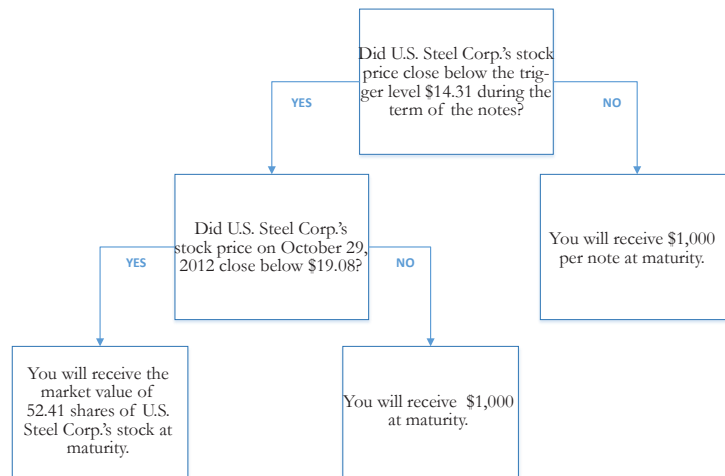 Did U.S. Steel Corp.'s stock
price close below the trig-
ger level $14.31 during the
term of the notes?
YES
NO
Did U.S. Steel Corp.'s
stock price on October 29,
2012 close below $19.08?
You will receive $1,000
per note at maturity.
YES
NO
You will receive the
market value of
52.41 shares of U.S.
Steel Corp.'s stock at
maturity.
You will receive $1,000
at maturity.